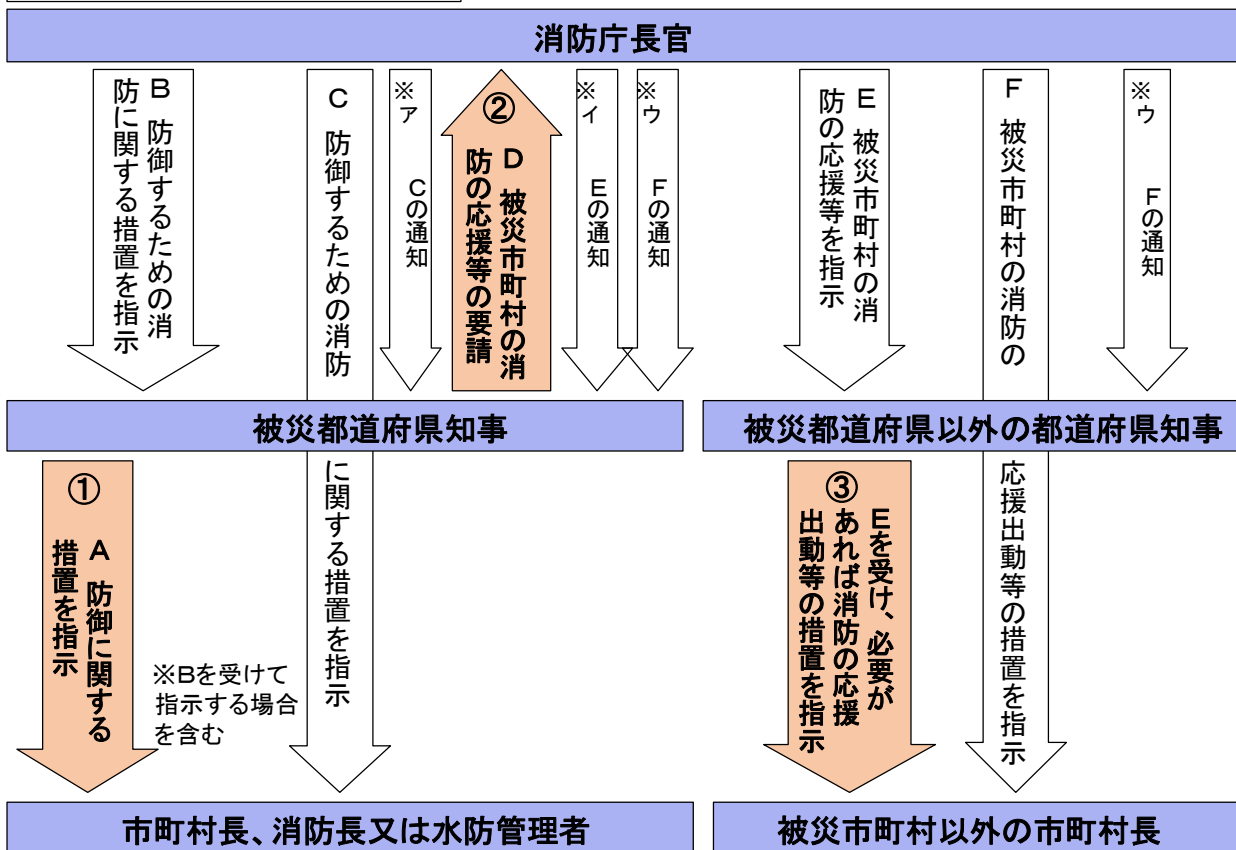 消防庁長官
B 防御するための消
防に関する措置を指示
C 防御するための消防
に関する措置を指示
※ア Cの通知
②
D 被災市町村の消
防の応援等の要請
※イ Eの通知
※ウ Fの通知
E 被災市町村の消
防の応援等を指示
F 被災市町村の消防の
応援出動等の措置を指示
※ウ Fの通知
被災都道府県知事
被災都道府県以外の都道府県知事
①
A 防御に関する
措置を指示
※Bを受けて
指示する場合
を含む
③
Eを受け、必要が
あれば消防の応援
出動等の措置を指示
市町村長、消防長又は水防管理者
被災市町村以外の市町村長